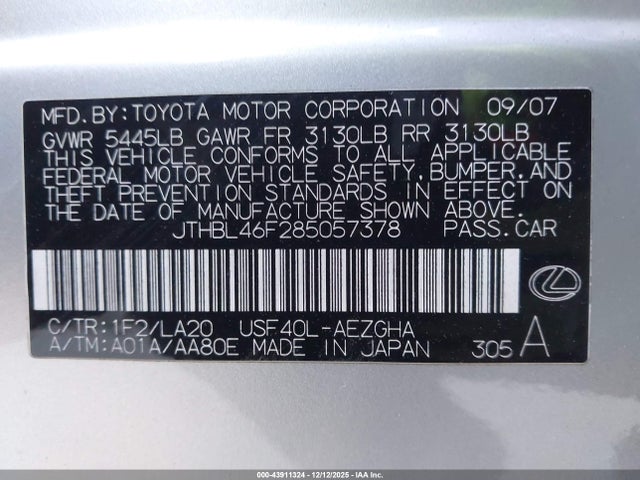 MFD.BY:TOYOTA MOTOR CORPORATION 09/07
GVWR 5445LB GAWR FR 3130LB RR 3130LB
THIS VEHICLE CONFORMS TO ALL APPLICABLE
FEDERAL MOTOR VEHICLE SAFETY,BUMPER,AND
THEFT PREVENTION STANDARDS IN EFFECT ON
THE DATE OF MANUFACTURE SHOWN ABOVE.
JTHBL46F285057378 PASS.CAR
C/TR:1F2/LA20 USF40L-AEZGHA
A/TM:A01A/AA80E MADE IN JAPAN 305 A
000-43911324 - 12/12/2025 - Copyright IAA, Inc.